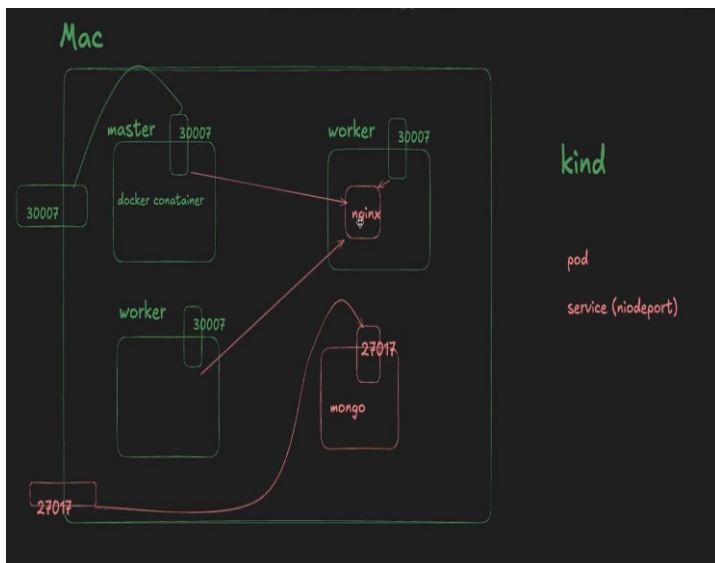 Mac
master
30007
worker
30007
kind
docker conatainer
30007
nginx
pod
service (niodeport)
worker
30007
27017
mongo
27017